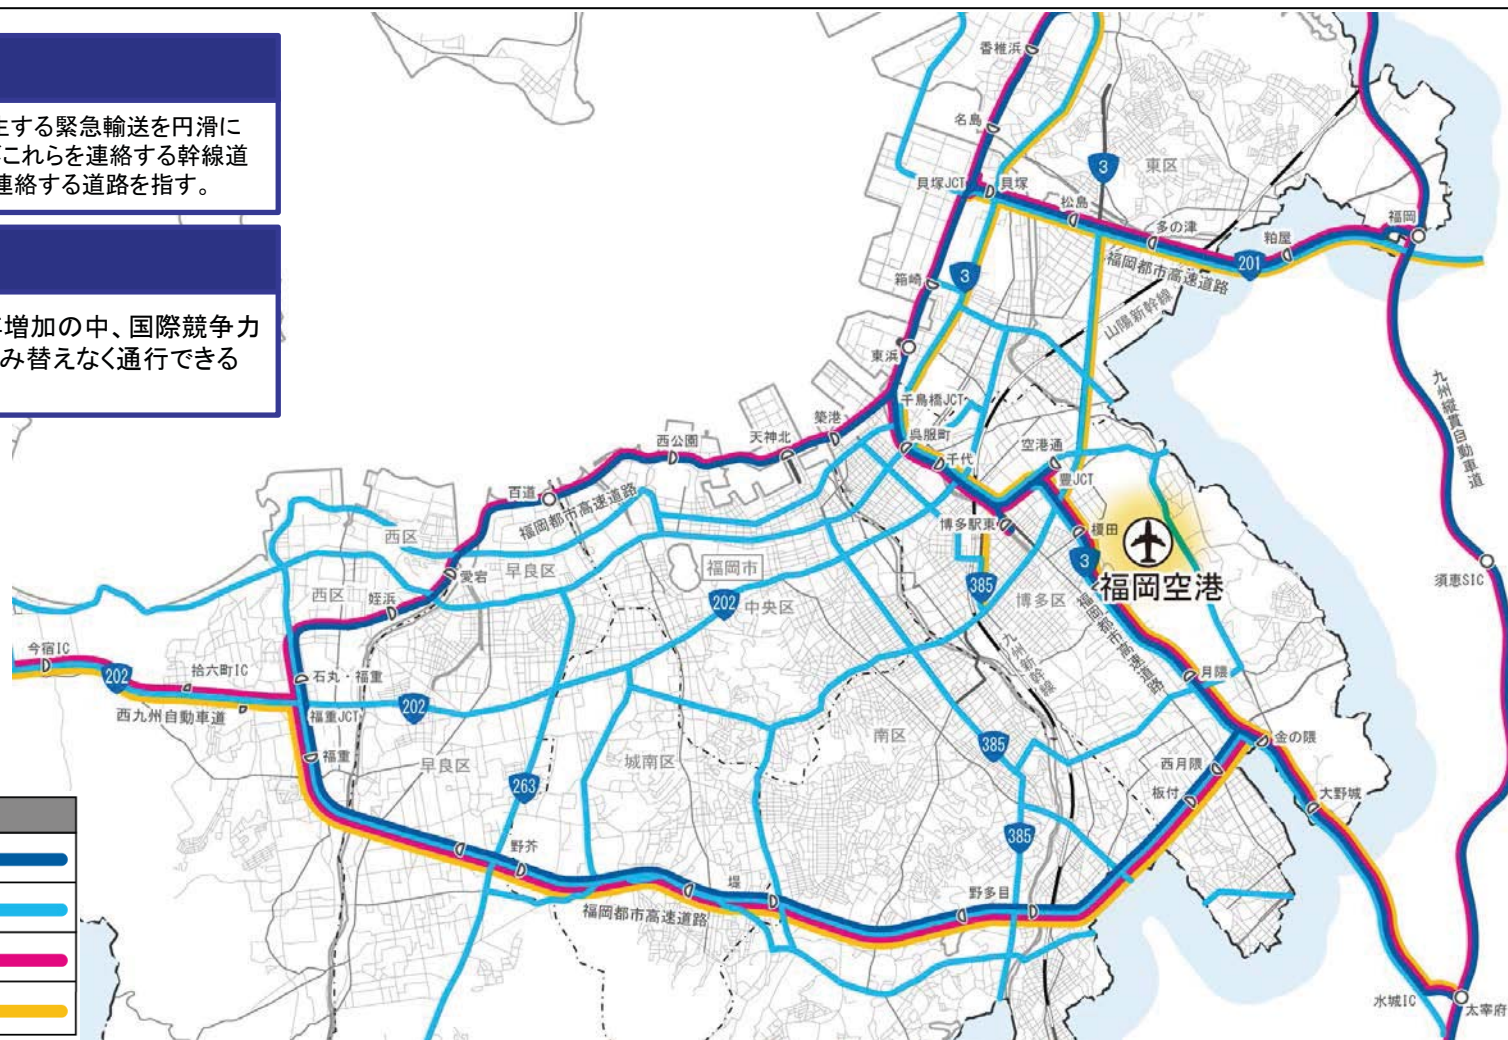 生する緊急輸送を円滑に
これらを連絡する幹線道
連絡する道路を指す。
増加の中、国際競争力
み替えなく通行できる
香椎浜
名島
3
東区
貝塚JCT
貝塚
松島
多の津
福岡
粕屋
201
福岡都市高速道路
3
箱崎
山陽新幹線
東浜
九州縦貫自動車道
千鳥橋JCT
築港
呉服町
西公園
天神北
千代
空港通
豊JCT
百道
福岡都市高速道路
博多駅東
榎田
西区
3
愛宕
早良区
福岡市
福岡空港
須恵SIC
西区
姪浜
202
中央区
385
博多区
福岡都市高速道路
九州新幹線
今宿IC
拾六町IC
202
石丸・福重
月隈
西九州自動車道
福重JCT
202
南区
385
金の隈
福重
早良区
城南区
西月隈
263
板付
大野城
385
野芥
堤
野多目
福岡都市高速道路
水城IC
太宰府